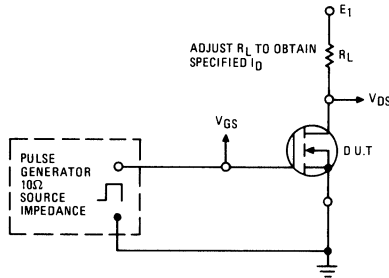 E1
ADJUST RL TO OBTAIN
SPECIFIED ID
RL
VDS
VGS
D.U.T
PULSE
GENERATOR
10Ω
SOURCE
IMPEDANCE